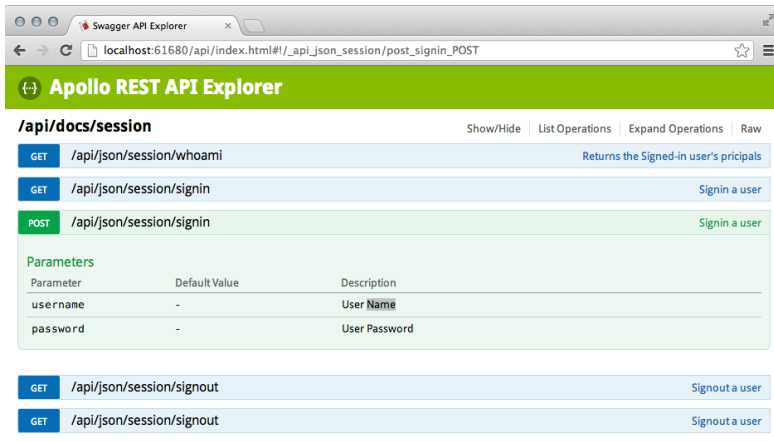 Swagger API Explorer
localhost:61680/api/index.html#!/_api_json_session/post_signin_POST
{··} Apollo REST API Explorer
/api/docs/session Show/Hide List Operations Expand Operations Raw
GET /api/json/session/whoami Returns the Signed-in user's pricipals
GET /api/json/session/signin Signin a user
POST /api/json/session/signin Signin a user
Parameters
Parameter Default Value Description
username - User Name
password - User Password
GET /api/json/session/signout Signout a user
GET /api/json/session/signout Signout a user